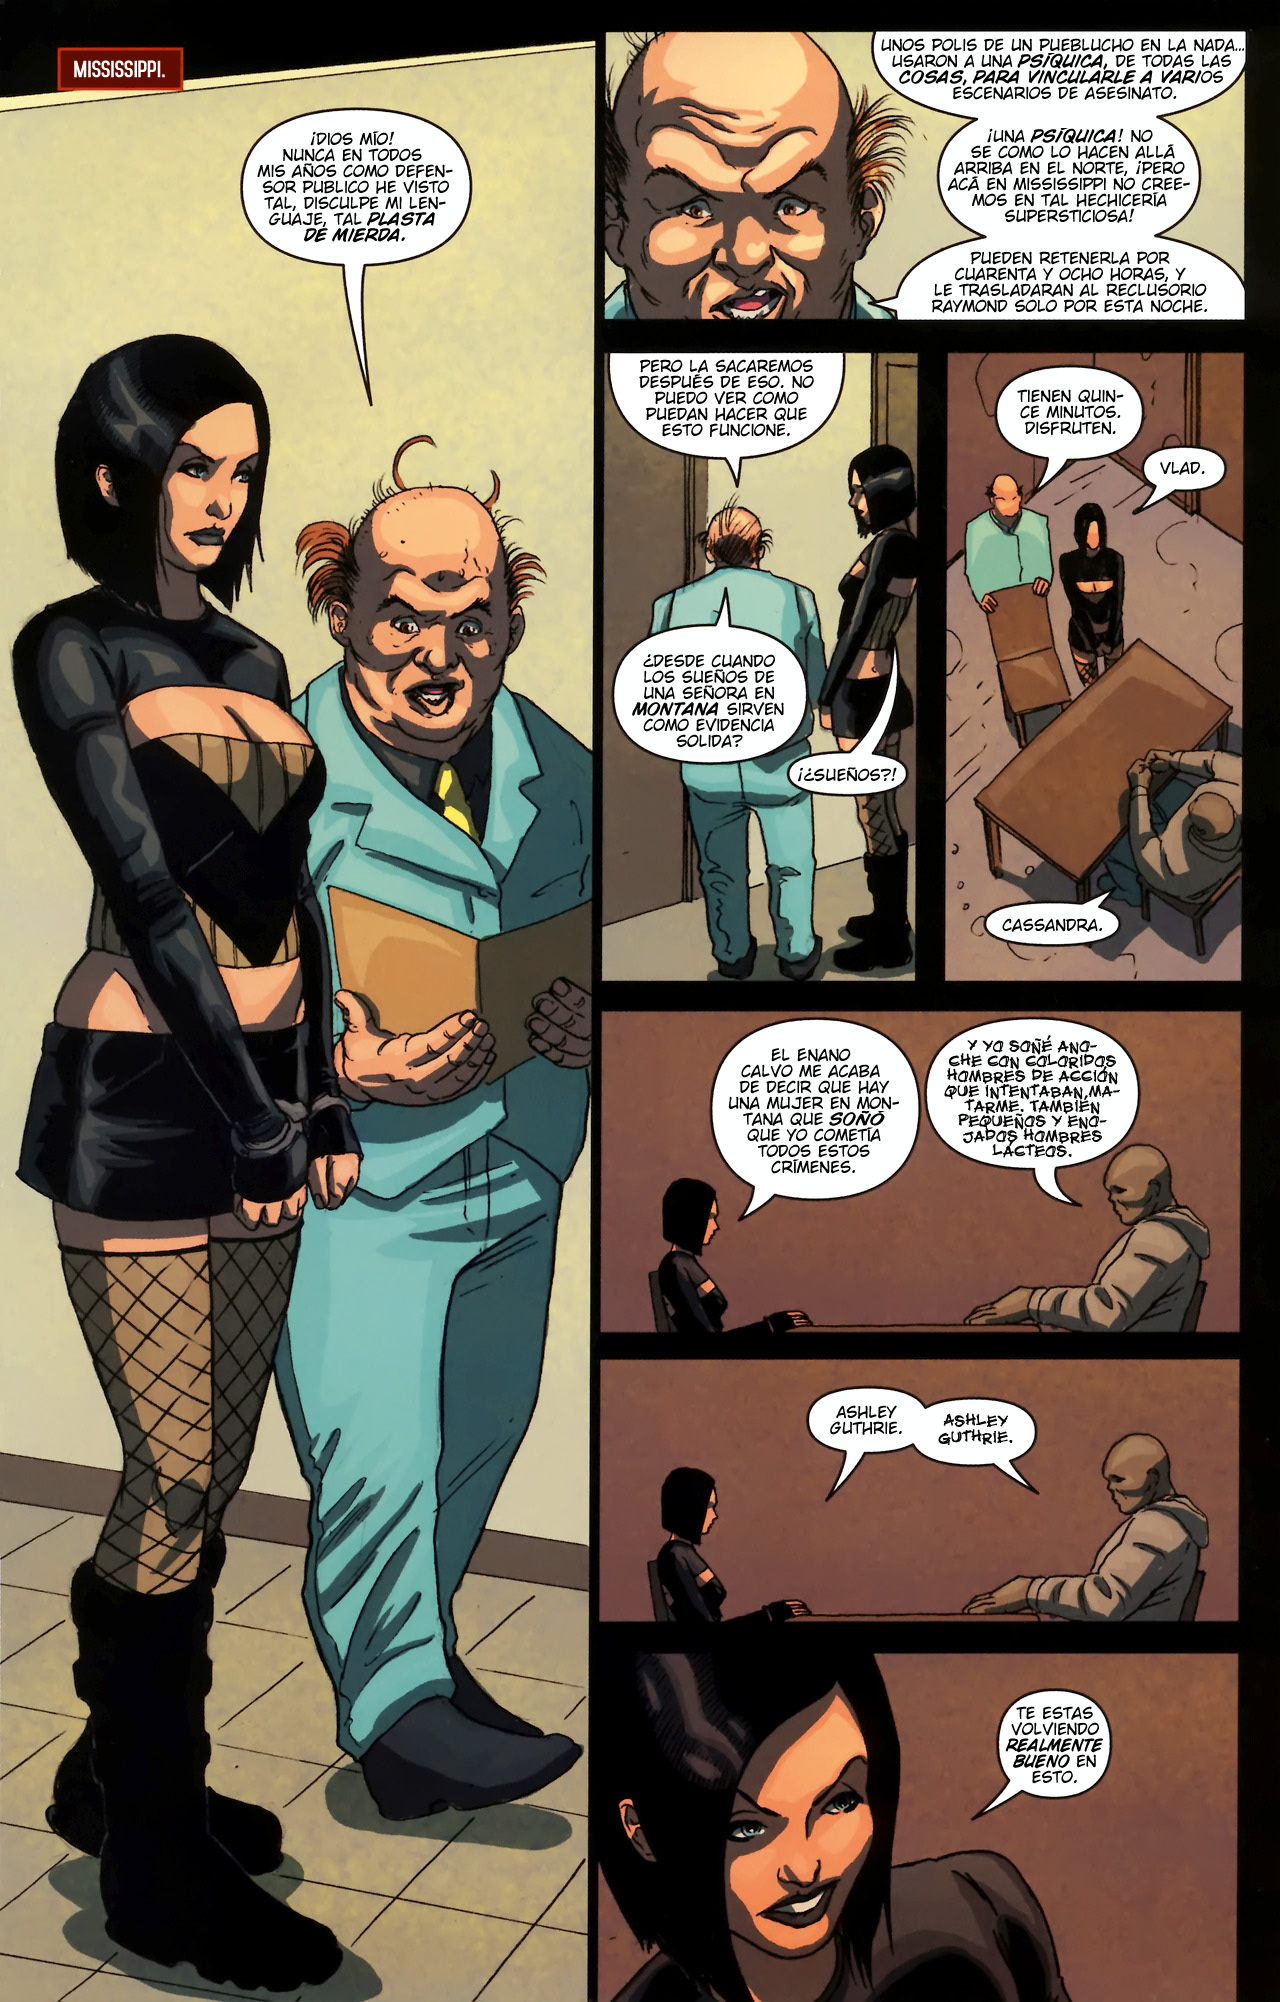 MISSISSIPPI.
¡DIOS MÍO!
NUNCA EN TODOS
MIS AÑOS COMO DEFEN-
SOR PUBLICO HE VISTO
TAL, DISCULPE MI LEN-
GUAJE, TAL PLASTA
DE MIERDA.
UNOS POLIS DE UN PUEBLUCHO EN LA NADA...
USARON A UNA PSÍQUICA, DE TODAS LAS
COSAS, PARA VINCULARLE A VARIOS
ESCENARIOS DE ASESINATO.
¡UNA PSÍQUICA! NO
SE COMO LO HACEN ALLÁ
ARRIBA EN EL NORTE, ¡PERO
ACÁ EN MISSISSIPPI NO CREE-
MOS EN TAL HECHICERÍA
SUPERSTICIOSA!
PUEDEN RETENERLA POR
CUARENTA Y OCHO HORAS, Y
LE TRASLADARAN AL RECLUSORIO
RAYMOND SOLO POR ESTA NOCHE.
PERO LA SACAREMOS
DESPUÉS DE ESO. NO
PUEDO VER COMO
PUEDAN HACER QUE
ESTO FUNCIONE.
¿DESDE CUANDO
LOS SUEÑOS DE
UNA SEÑORA EN
MONTANA SIRVEN
COMO EVIDENCIA
SOLIDA?
¡¿SUEÑOS?!
TIENEN QUIN-
CE MINUTOS.
DISFRUTEN.
VLAD.
CASSANDRA.
EL ENANO
CALVO ME ACABA
DE DECIR QUE HAY
UNA MUJER EN MON-
TANA QUE SOÑÓ
QUE YO COMETÍA
TODOS ESTOS
CRÍMENES.
Y YO SOÑÉ ANO-
CHE CON COLORIDOS
HOMBRES DE ACCIÓN
QUE INTENTABAN MA-
TARME. TAMBIÉN
PEQUEÑOS Y ENO-
JADOS HOMBRES
LÁCTEOS.
ASHLEY
GUTHRIE.
ASHLEY
GUTHRIE.
TE ESTAS
VOLVIENDO
REALMENTE
BUENO EN
ESTO.